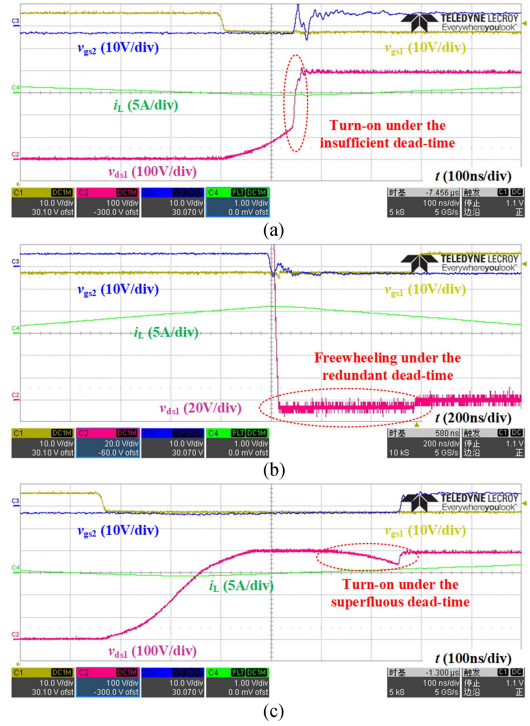 C3
TELEDYNE LECROY
Everywhereyoulook™
vgs2 (10V/div)
vgs1 (10V/div)
C4
iL (5A/div)
Turn-on under the
insufficient dead-time
C2
vds1 (100V/div)
t (100ns/div)
C1 DC1M C2 DC1M C3 DC1M C4 FLT DC1M
时基 -7.456 µs 触发 C1 DC
10.0 V/div 100 V/div 10.0 V/div 1.00 V/div
100 ns/div 停止 1.1 V
30.10 V ofst -300.0 V ofst 30.070 V 0.0 mV ofst
5 kS 5 GS/s 边沿 正
(a)
C3
TELEDYNE LECROY
Everywhereyoulook™
vgs2 (10V/div)
vgs1 (10V/div)
iL (5A/div)
C4
Freewheeling under the
redundant dead-time
C2
vds1 (20V/div)
t (200ns/div)
C1 DC1M C2 DC1M C3 DC1M C4 FLT DC1M
时基 580 ns 触发 C1 DC
10.0 V/div 20.0 V/div 10.0 V/div 1.00 V/div
200 ns/div 停止 1.1 V
30.10 V ofst -60.0 V ofst 30.070 V 0.0 mV ofst
10 kS 5 GS/s 边沿 正
(b)
C3
TELEDYNE LECROY
Everywhereyoulook™
vgs2 (10V/div)
vgs1 (10V/div)
C4
iL (5A/div)
Turn-on under the
superfluous dead-time
C2
vds1 (100V/div)
t (100ns/div)
C1 DC1M C2 DC1M C3 DC1M C4 FLT DC1M
时基 -1.300 µs 触发 C1 DC
10.0 V/div 100 V/div 10.0 V/div 1.00 V/div
100 ns/div 停止 1.1 V
30.10 V ofst -300.0 V ofst 30.070 V 0.0 mV ofst
5 kS 5 GS/s 边沿 正
(c)